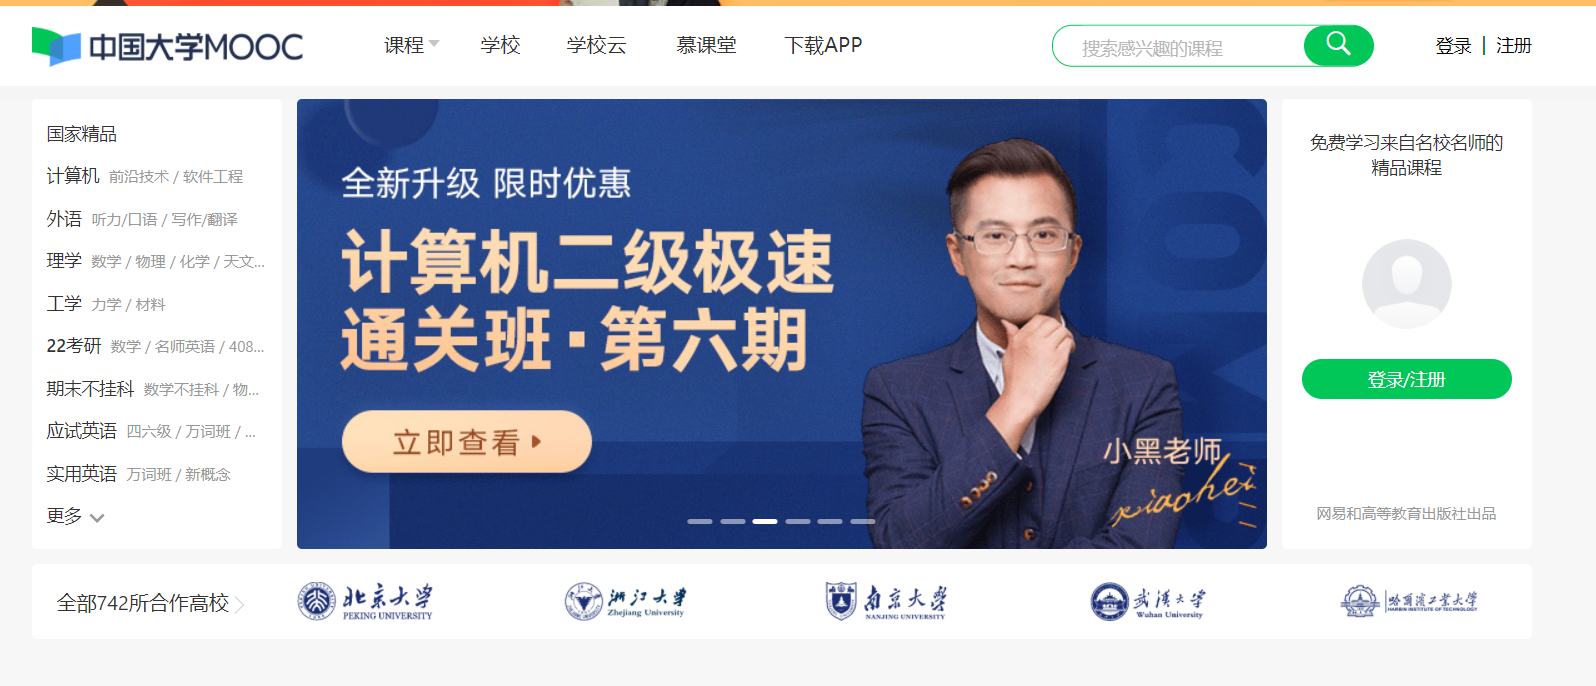 中国大学MOOC
课程
学校
学校云
慕课堂
下载APP
搜索感兴趣的课程
登录 | 注册
国家精品
计算机 前沿技术 / 软件工程
外语 听力/口语 / 写作/翻译
理学 数学 / 物理 / 化学 / 天文...
工学 力学 / 材料
22考研 数学 / 名师英语 / 408...
期末不挂科 数学不挂科 / 物...
应试英语 四六级 / 万词班 / ...
实用英语 万词班 / 新概念
更多
全新升级 限时优惠
计算机二级极速
通关班·第六期
立即查看
小黑老师
xiaohei
免费学习来自名校名师的
精品课程
登录/注册
网易和高等教育出版社出品
全部742所合作高校
北京大学
PEKING UNIVERSITY
浙江大学
Zhejiang University
南京大学
NANJING UNIVERSITY
武汉大学
Wuhan University
哈尔滨工业大学
HARBIN INSTITUTE OF TECHNOLOGY